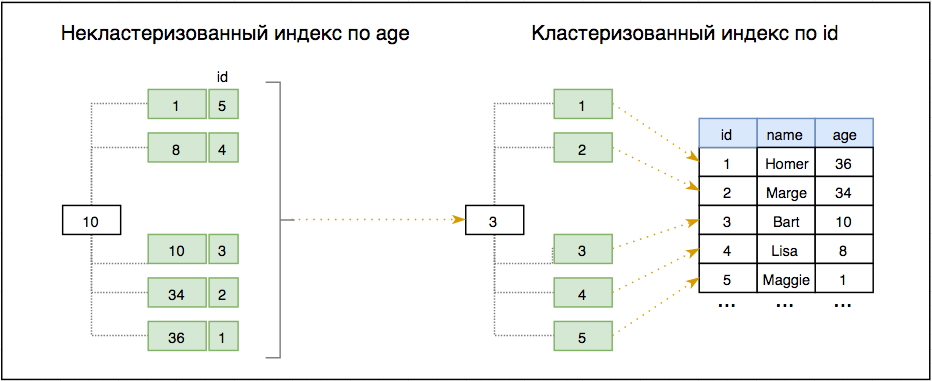 Некластеризованный индекс по age
id
1 5
8 4
10
10 3
34 2
36 1
Кластеризованный индекс по id
1
2
3
3
4
5
id name age
1 Homer 36
2 Marge 34
3 Bart 10
4 Lisa 8
5 Maggie 1
... ... ...